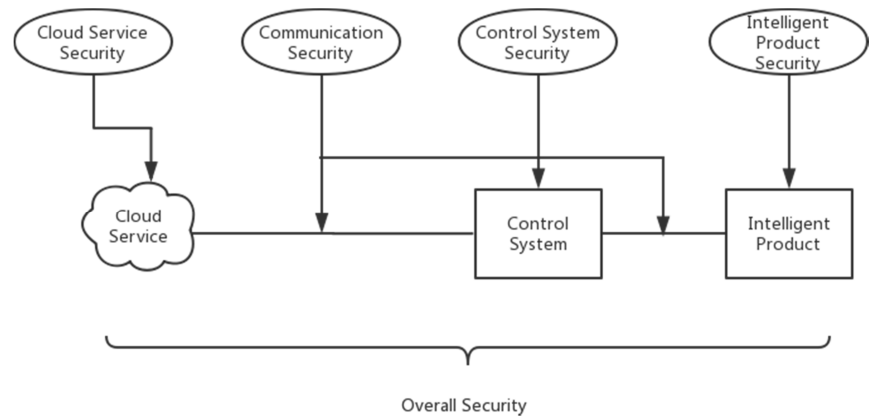 Cloud Service
Security
Communication
Security
Control System
Security
Intelligent
Product
Security
Cloud
Service
Control
System
Intelligent
Product
Overall Security